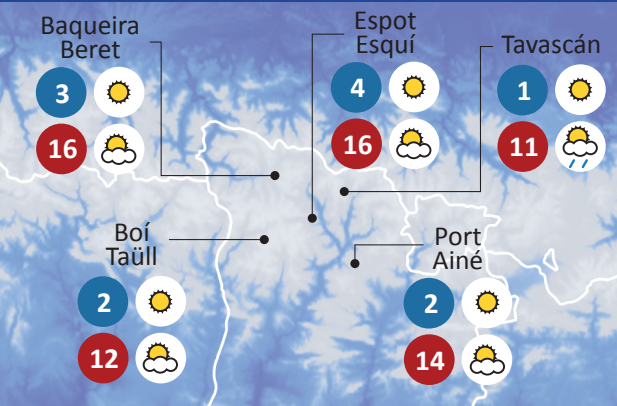 Baqueira
Beret
3
16
Espot
Esquí
4
16
Tavascán
1
11
Boí
Taüll
2
12
Port
Ainé
2
14